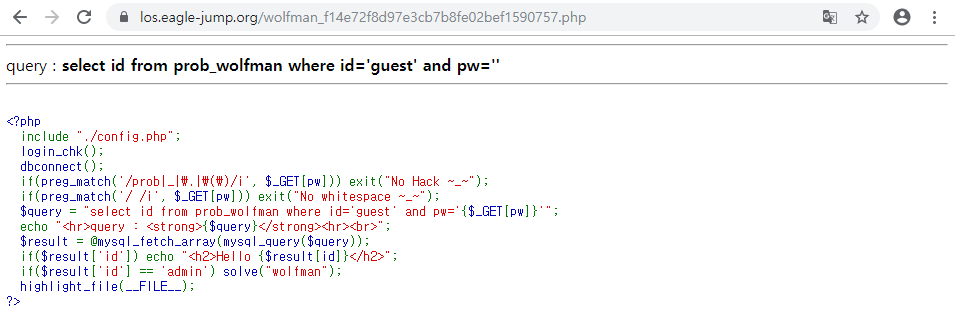 los.eagle-jump.org/wolfman_f14e72f8d97e3cb7b8fe02bef1590757.php
query : select id from prob_wolfman where id='guest' and pw=''
<?php
  include "./config.php";
  login_chk();
  dbconnect();
  if(preg_match('/prob|_|₩.|₩(₩)/i', $_GET[pw])) exit("No Hack ~_~");
  if(preg_match('/ /i', $_GET[pw])) exit("No whitespace ~_~");
  $query = "select id from prob_wolfman where id='guest' and pw='{$_GET[pw]}'";
  echo "<hr>query : <strong>{$query}</strong><hr><br>";
  $result = @mysql_fetch_array(mysql_query($query));
  if($result['id']) echo "<h2>Hello {$result[id]}</h2>";
  if($result['id'] == 'admin') solve("wolfman");
  highlight_file(__FILE__);
?>